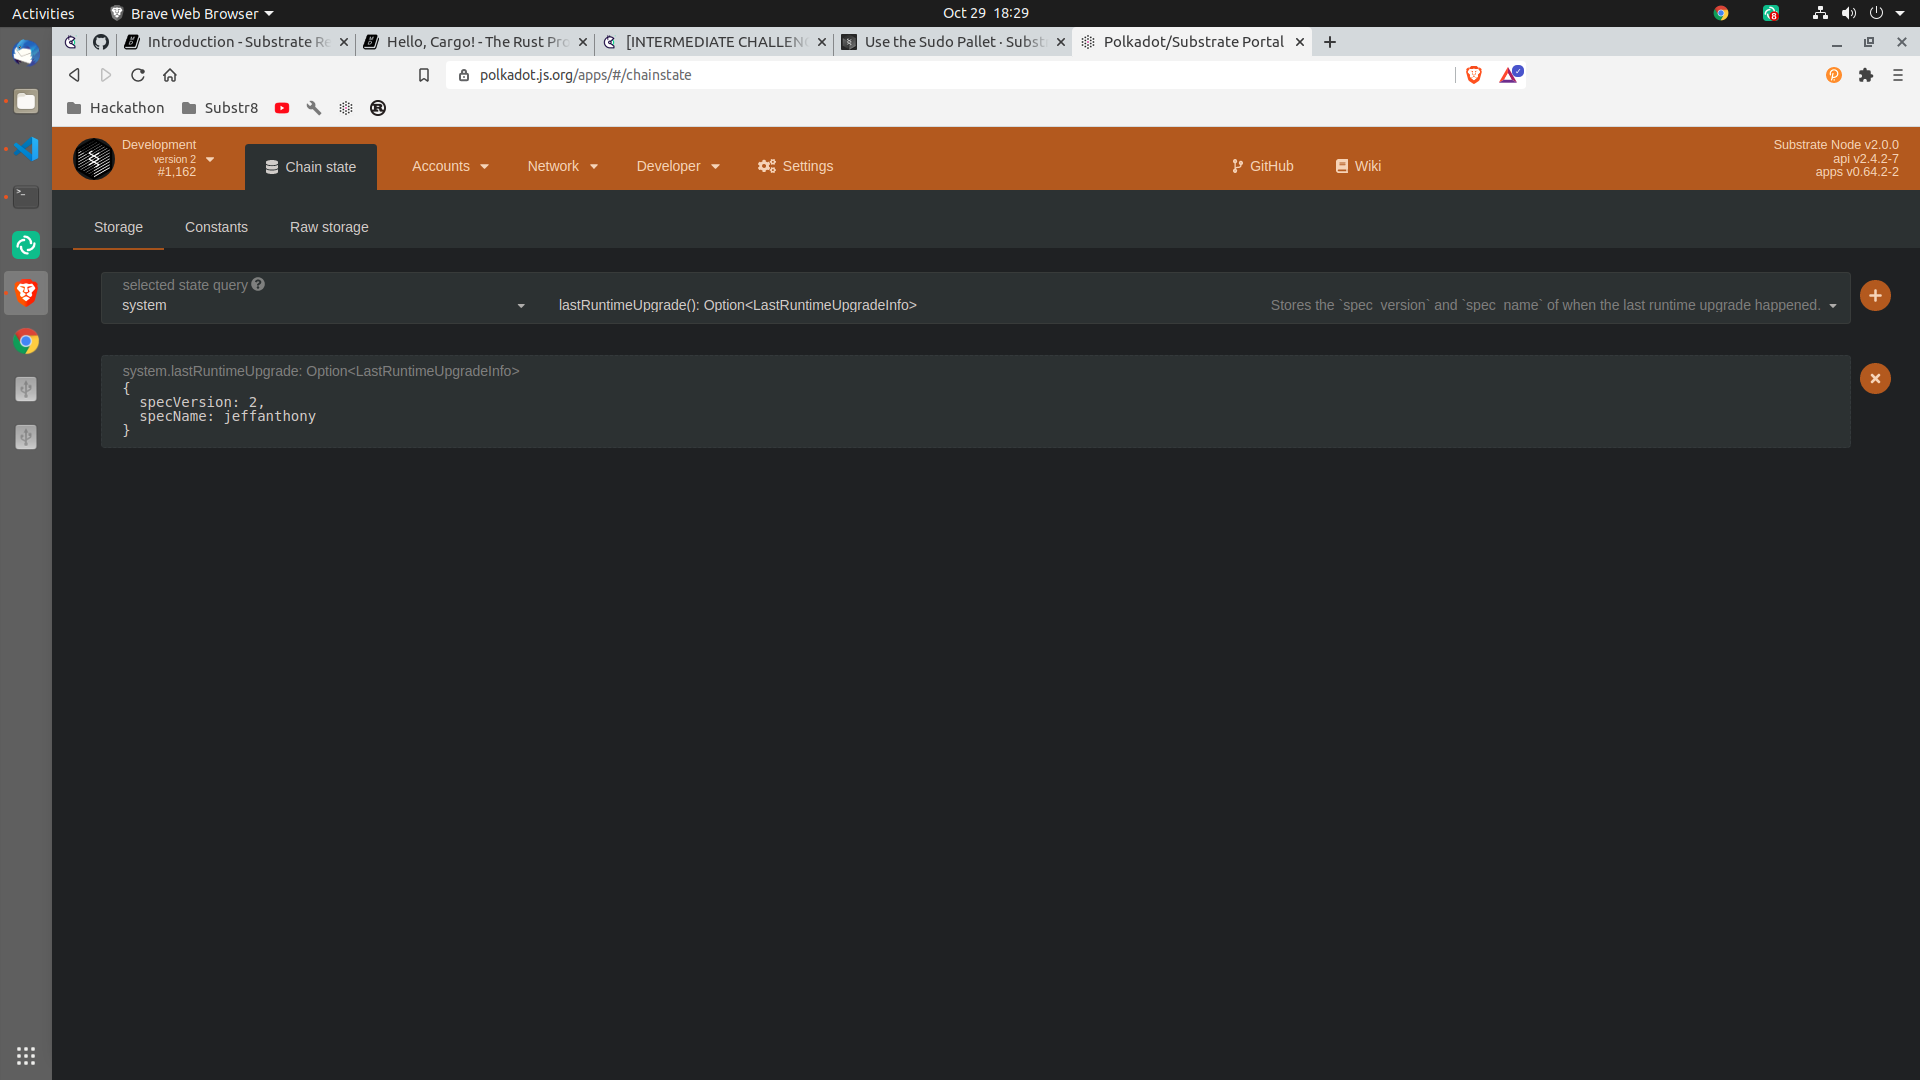 Activities
Brave Web Browser
Oct 29 18:29
8
Introduction - Substrate Re
Hello, Cargo! - The Rust Pro
[INTERMEDIATE CHALLEN
Use the Sudo Pallet · Subst
Polkadot/Substrate Portal
polkadot.js.org/apps/#/chainstate
Hackathon
Substr8
Development
version 2
#1,162
Chain state
Accounts
Network
Developer
Settings
GitHub
Wiki
Substrate Node v2.0.0
api v2.4.2-7
apps v0.64.2-2
Storage
Constants
Raw storage
selected state query
system
lastRuntimeUpgrade(): Option<LastRuntimeUpgradeInfo>
Stores the `spec_version` and `spec_name` of when the last runtime upgrade happened.
system.lastRuntimeUpgrade: Option<LastRuntimeUpgradeInfo>
{
specVersion: 2,
specName: jeffanthony
}